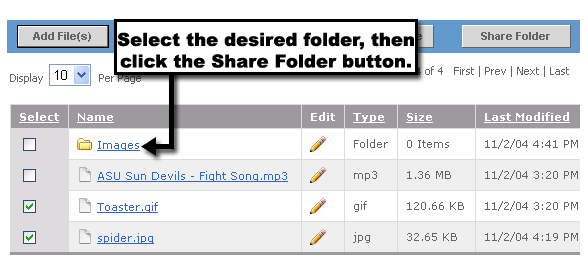 Add File(s) Share Folder
Select the desired folder, then
click the Share Folder button.
Display 10 Per Page of 4 First | Prev | Next | Last
Select Name Edit Type Size Last Modified
Images Folder 0 Items 11/2/04 4:41 PM
ASU Sun Devils - Fight Song.mp3 mp3 1.36 MB 11/2/04 3:20 PM
Toaster.gif gif 120.66 KB 11/2/04 3:20 PM
spider.jpg jpg 32.65 KB 11/2/04 4:19 PM